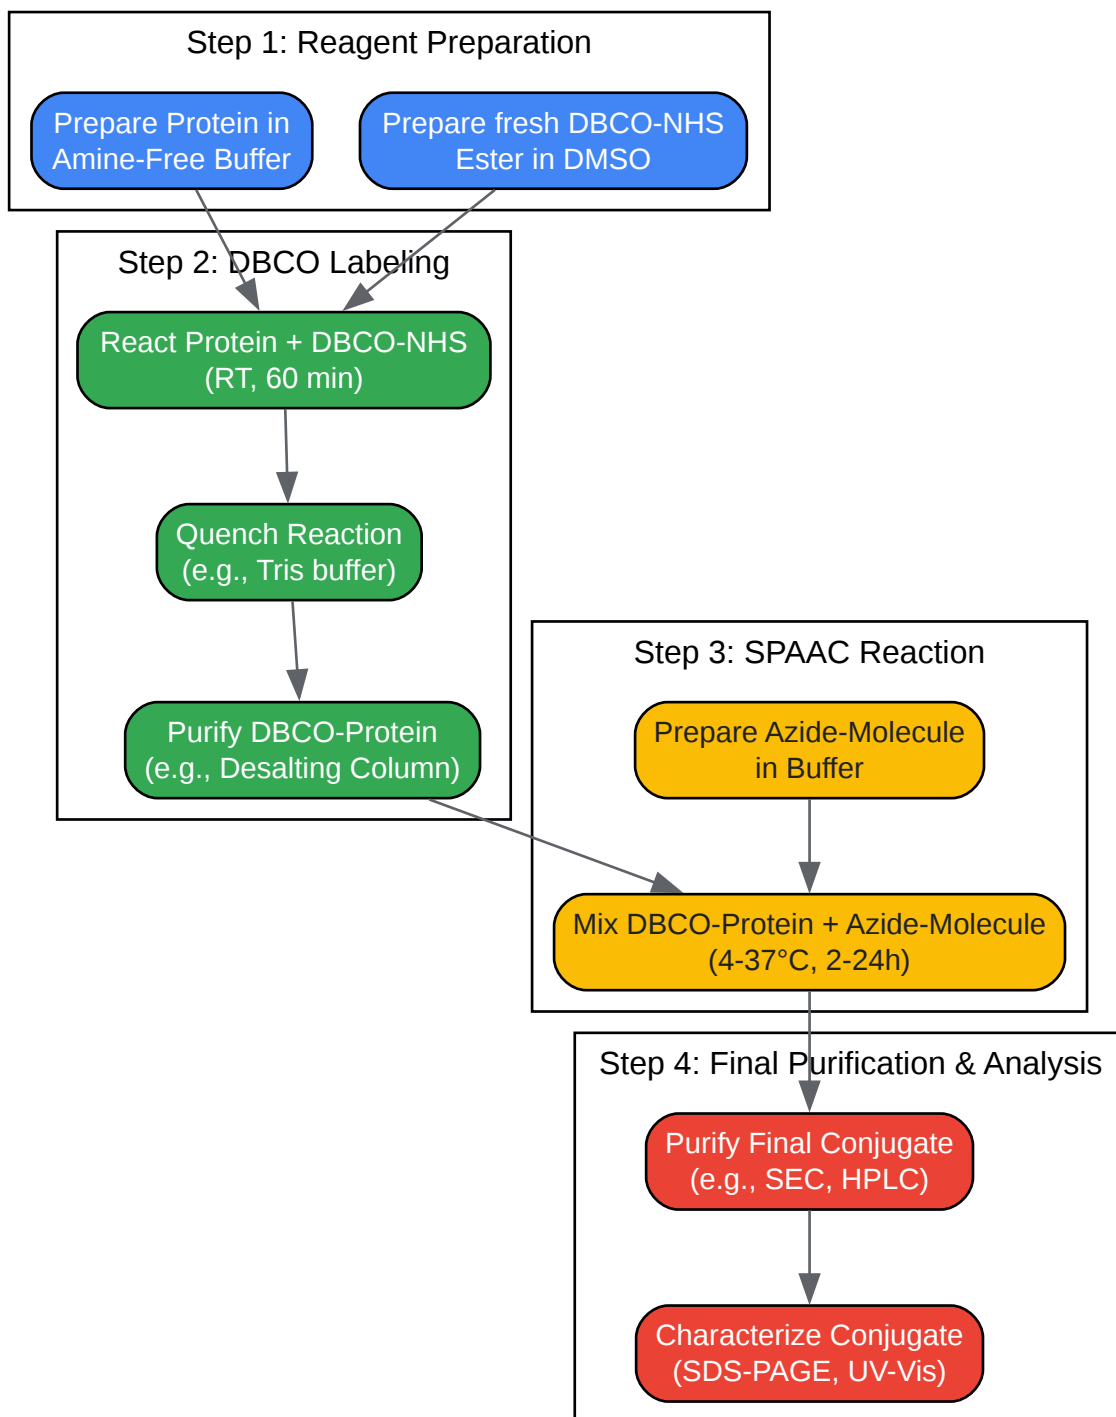 Step 1: Reagent Preparation
Prepare Protein in
Amine-Free Buffer
Prepare fresh DBCO-NHS
Ester in DMSO
Step 2: DBCO Labeling
React Protein + DBCO-NHS
(RT, 60 min)
Quench Reaction
(e.g., Tris buffer)
Purify DBCO-Protein
(e.g., Desalting Column)
Step 3: SPAAC Reaction
Prepare Azide-Molecule
in Buffer
Mix DBCO-Protein + Azide-Molecule
(4-37°C, 2-24h)
Step 4: Final Purification & Analysis
Purify Final Conjugate
(e.g., SEC, HPLC)
Characterize Conjugate
(SDS-PAGE, UV-Vis)